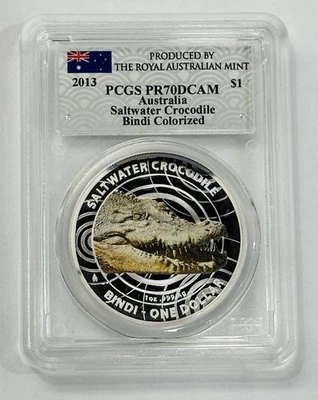 PRODUCED BY
THE ROYAL AUSTRALIAN MINT
2013 PCGS PR70DCAM $1
Australia
Saltwater Crocodile
Bindi Colorized
SALTWATER CROCODILE
1oz .999 Ag
BINDI - ONE DOLLAR